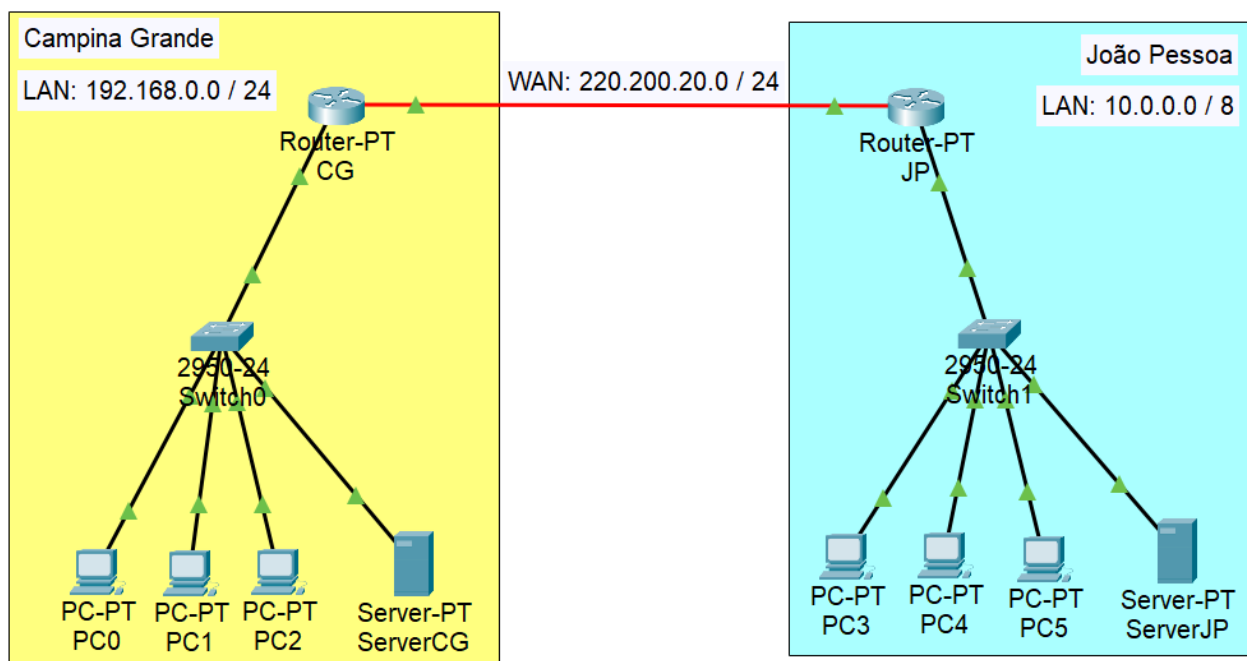 Campina Grande
LAN: 192.168.0.0 / 24
Router-PT
CG
WAN: 220.200.20.0 / 24
João Pessoa
LAN: 10.0.0.0 / 8
Router-PT
JP
2950-24
Switch0
2950-24
Switch1
PC-PT
PC0
PC-PT
PC1
PC-PT
PC2
Server-PT
ServerCG
PC-PT
PC3
PC-PT
PC4
PC-PT
PC5
Server-PT
ServerJP